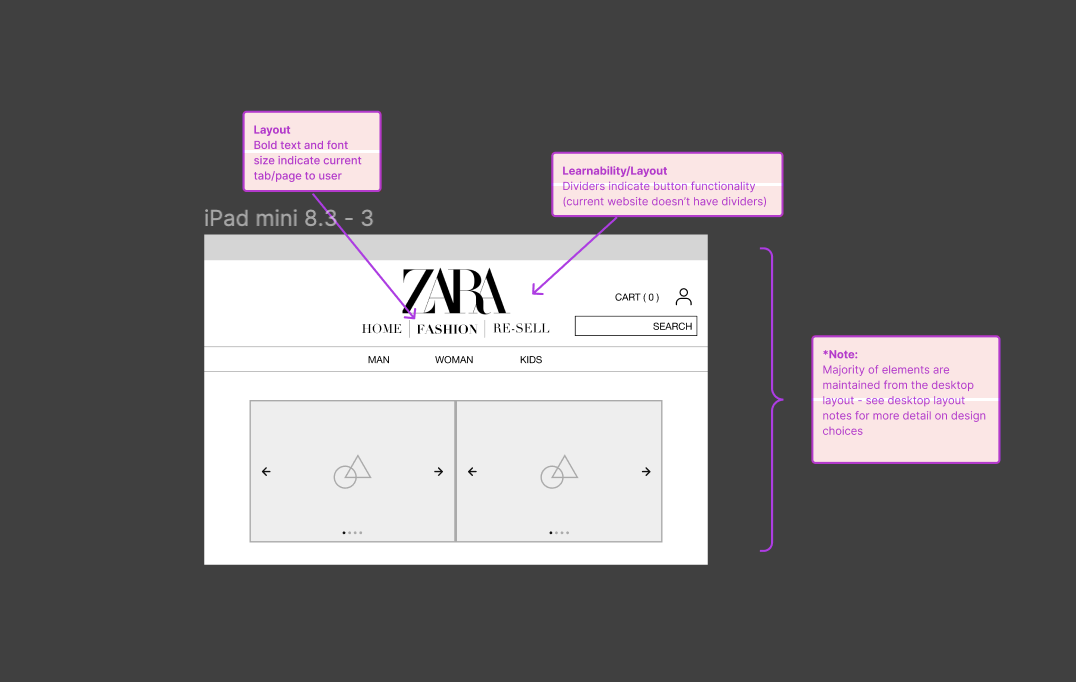 Layout
Bold text and font
size indicate current
tab/page to user
Learnability/Layout
Dividers indicate button functionality
(current website doesn't have dividers)
iPad mini 8.3 - 3
ZARA
CART ( 0 )
HOME FASHION RE-SELL
SEARCH
MAN WOMAN KIDS
*Note:
Majority of elements are
maintained from the desktop
layout - see desktop layout
notes for more detail on design
choices